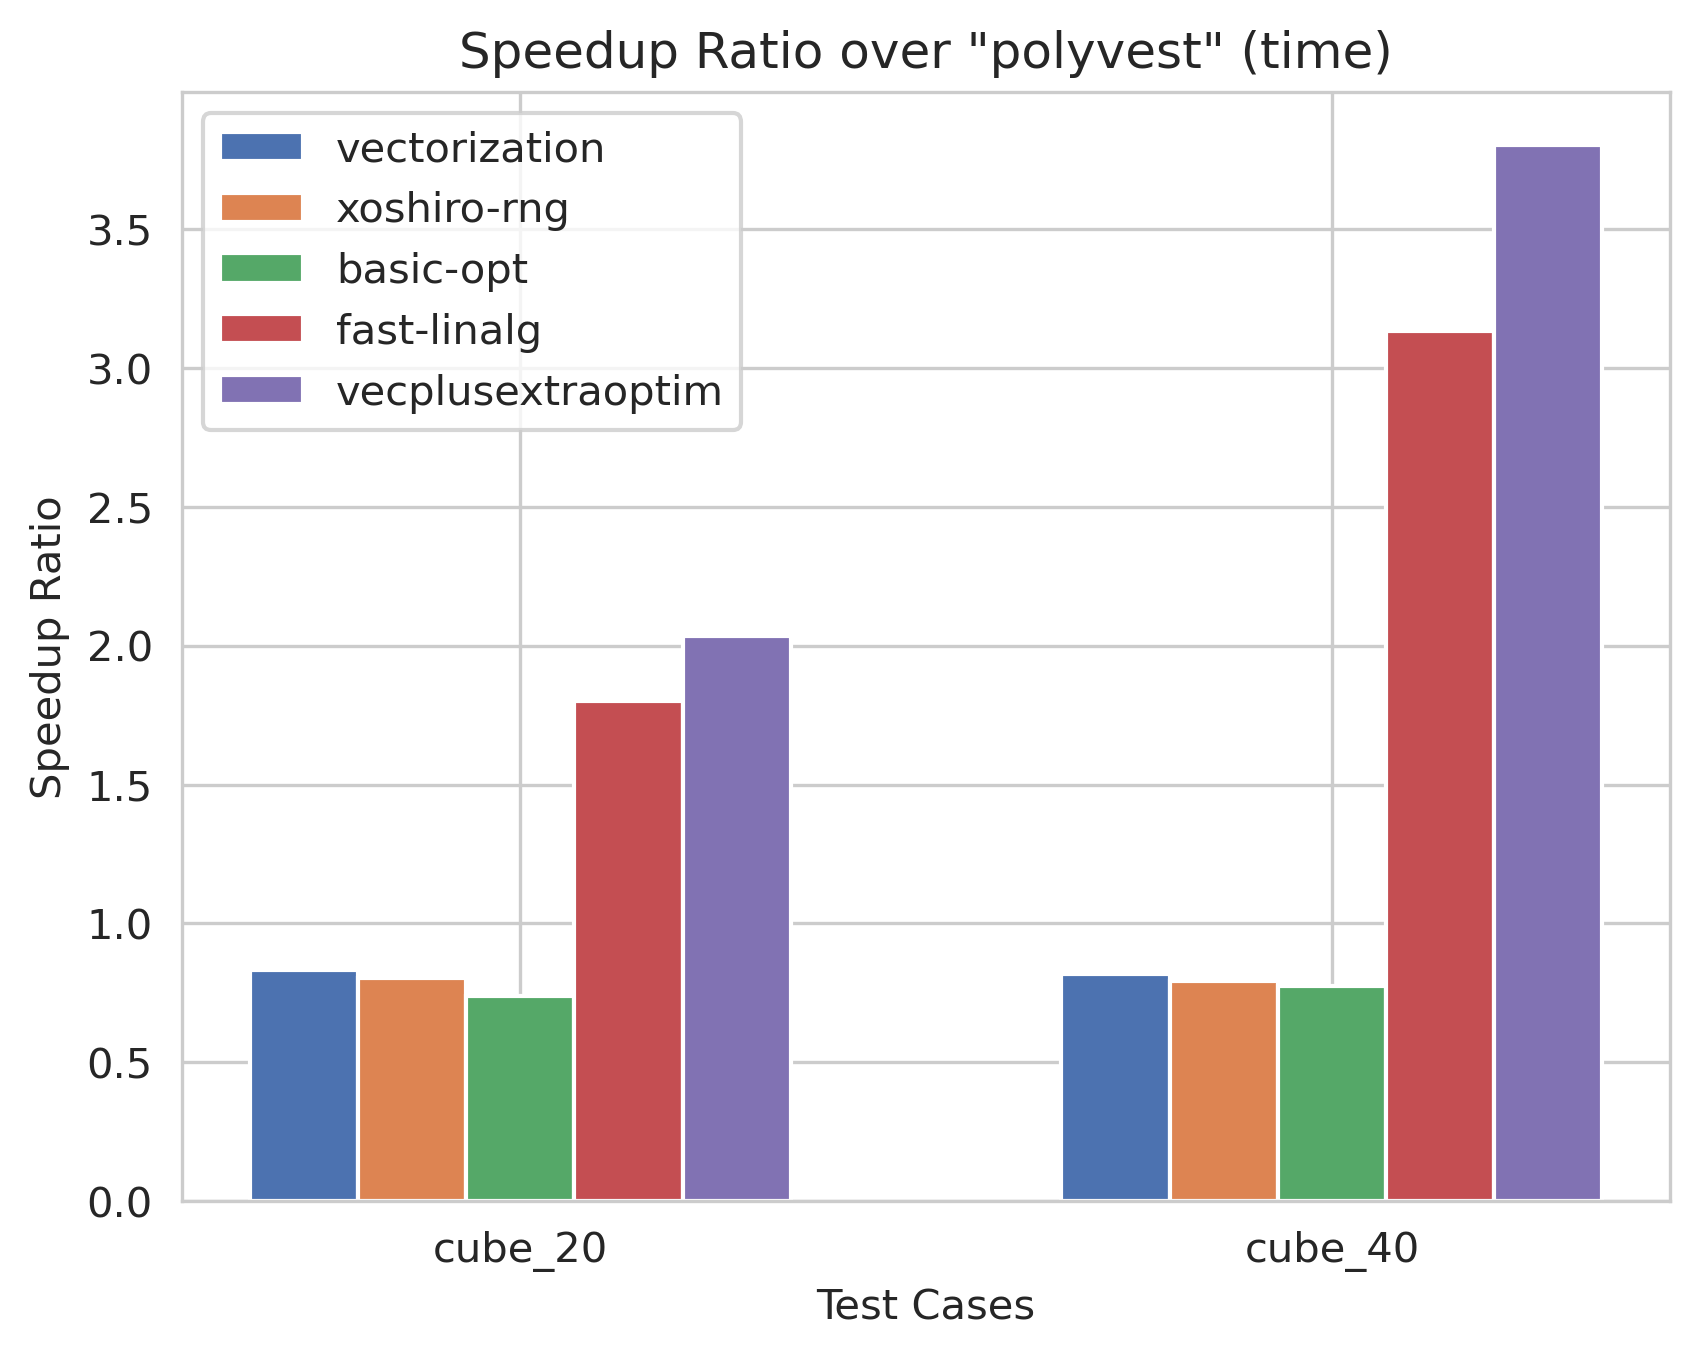 Speedup Ratio over "polyvest" (time)
vectorization
xoshiro-rng
basic-opt
fast-linalg
vecplusextraoptim
Speedup Ratio
3.5
3.0
2.5
2.0
1.5
1.0
0.5
0.0
cube_20
cube_40
Test Cases